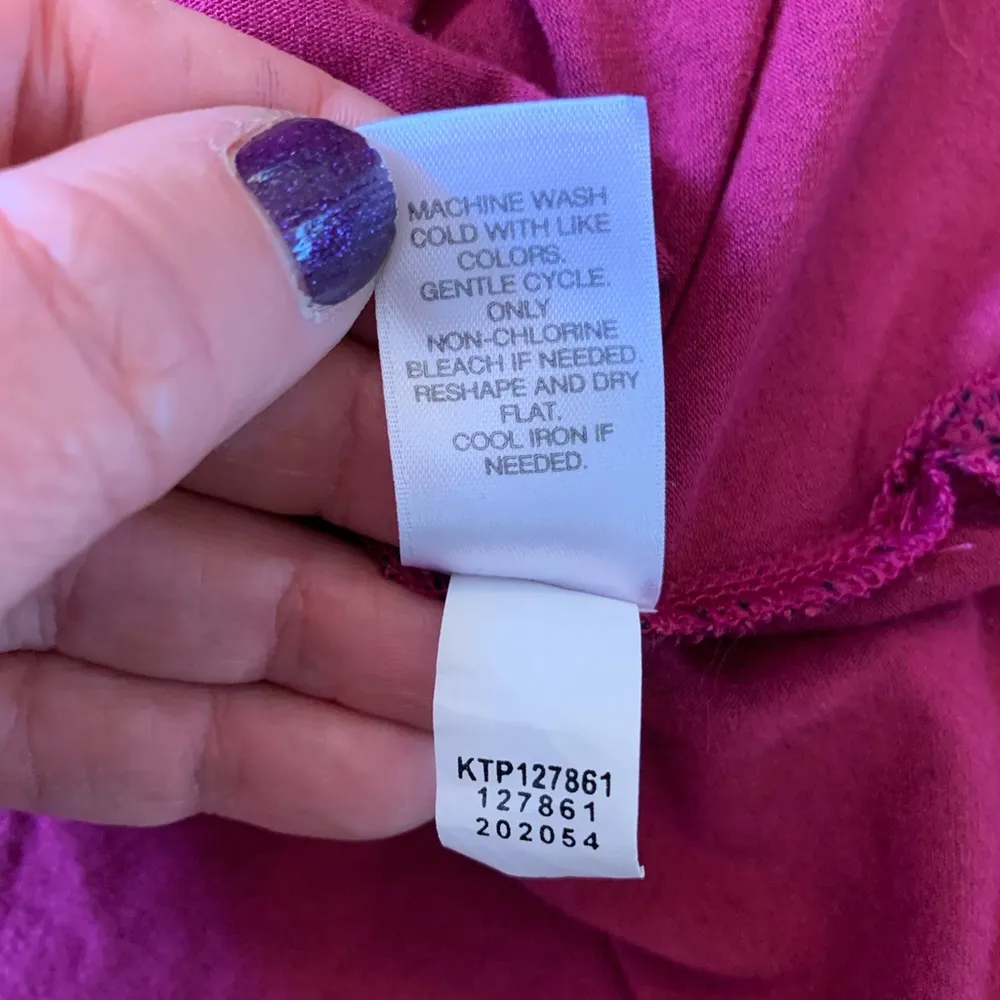 MACHINE WASH
COLD WITH LIKE
COLORS.
GENTLE CYCLE.
ONLY
NON-CHLORINE
BLEACH IF NEEDED.
RESHAPE AND DRY
FLAT.
COOL IRON IF
NEEDED.
KTP127861
127861
202054